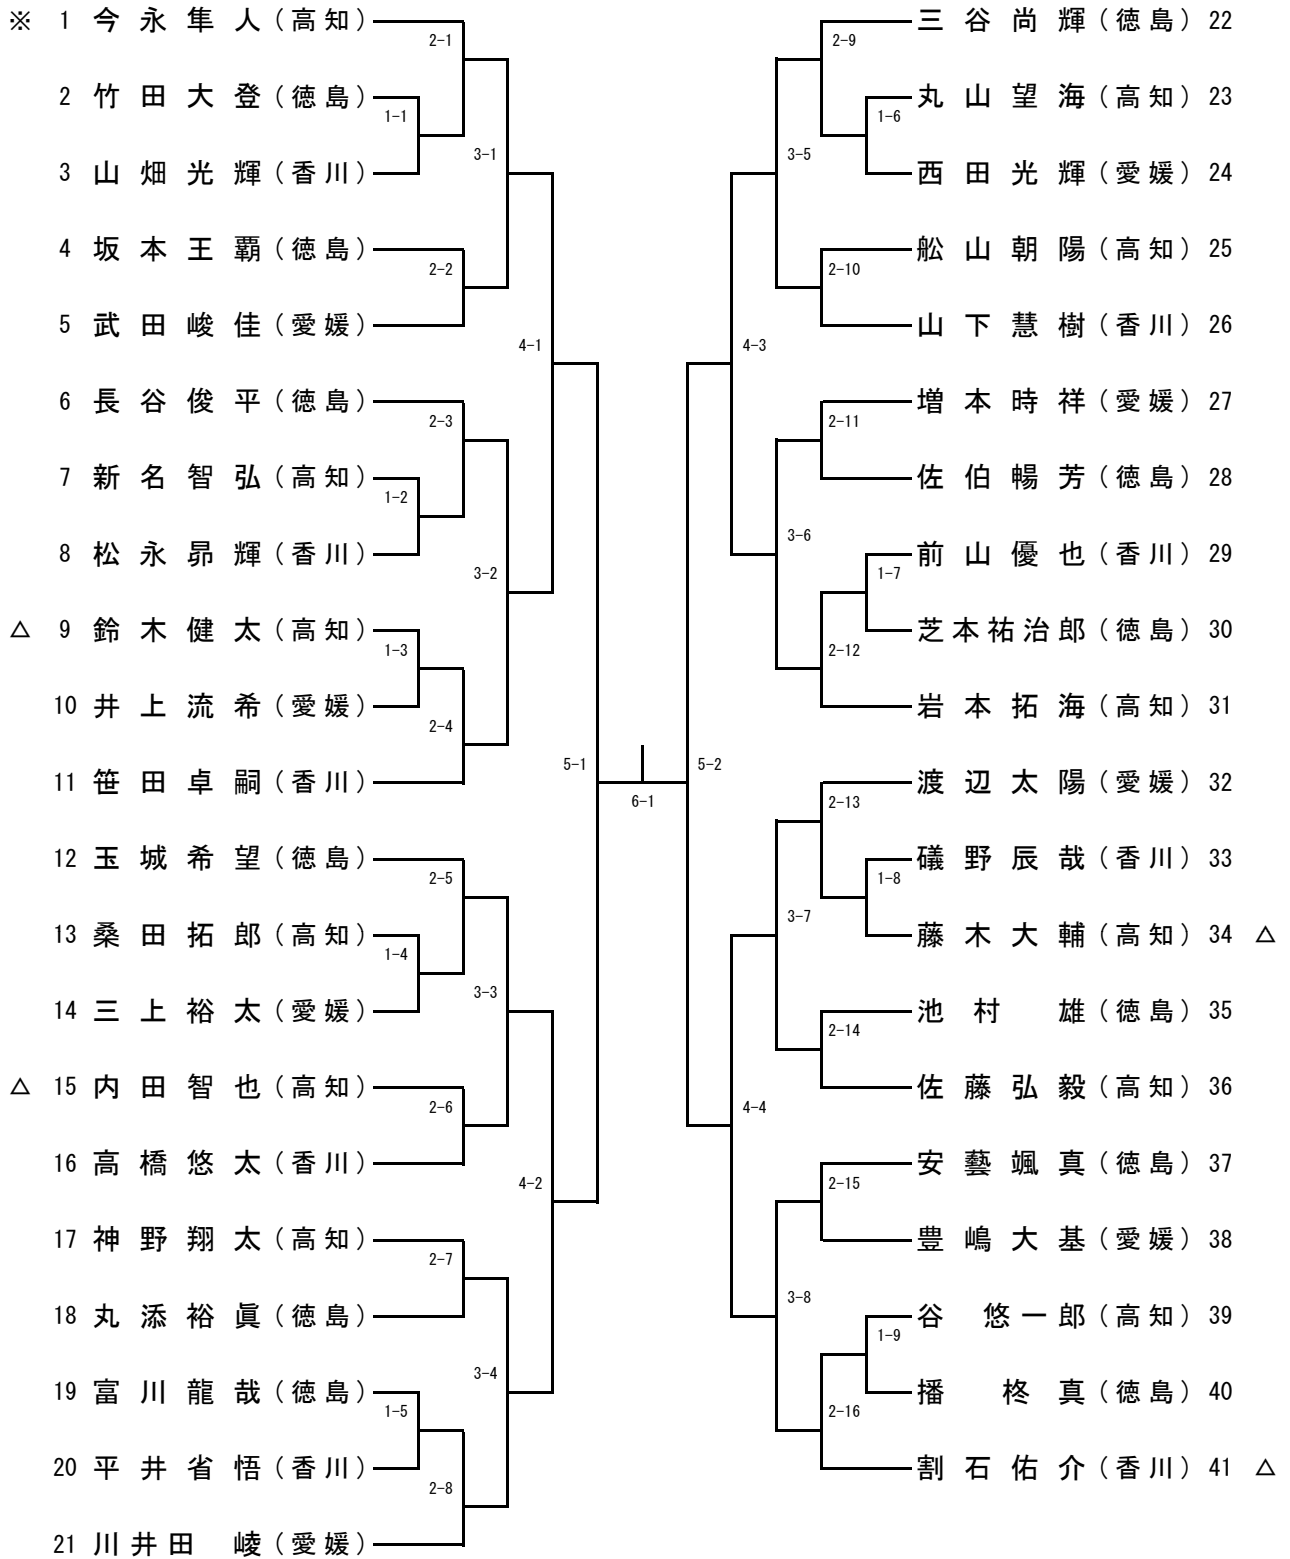 ※ 1 今永隼人(高知)
2-1
2 竹田大登(徳島)
1-1
3 山畑光輝(香川)
3-1
4 坂本王覇(徳島)
2-2
5 武田峻佳(愛媛)
4-1
6 長谷俊平(徳島)
2-3
7 新名智弘(高知)
1-2
8 松永昴輝(香川)
3-2
△ 9 鈴木健太(高知)
1-3
10 井上流希(愛媛)
2-4
11 笹田卓嗣(香川)
5-1
12 玉城希望(徳島)
2-5
13 桑田拓郎(高知)
1-4
14 三上裕太(愛媛)
3-3
△ 15 内田智也(高知)
2-6
16 高橋悠太(香川)
4-2
17 神野翔太(高知)
2-7
18 丸添裕眞(徳島)
3-4
19 富川龍哉(徳島)
1-5
20 平井省悟(香川)
2-8
21 川井田 崚(愛媛)
6-1
三谷尚輝(徳島) 22
2-9
丸山望海(高知) 23
1-6
3-5
西田光輝(愛媛) 24
舩山朝陽(高知) 25
2-10
山下慧樹(香川) 26
4-3
増本時祥(愛媛) 27
2-11
佐伯暢芳(徳島) 28
3-6
前山優也(香川) 29
1-7
芝本祐治郎(徳島) 30
2-12
岩本拓海(高知) 31
5-2
渡辺太陽(愛媛) 32
2-13
礒野辰哉(香川) 33
1-8
3-7
藤木大輔(高知) 34 △
池村 雄(徳島) 35
2-14
佐藤弘毅(高知) 36
4-4
安藝颯真(徳島) 37
2-15
豊嶋大基(愛媛) 38
3-8
谷 悠一郎(高知) 39
1-9
播 柊真(徳島) 40
2-16
割石佑介(香川) 41 △